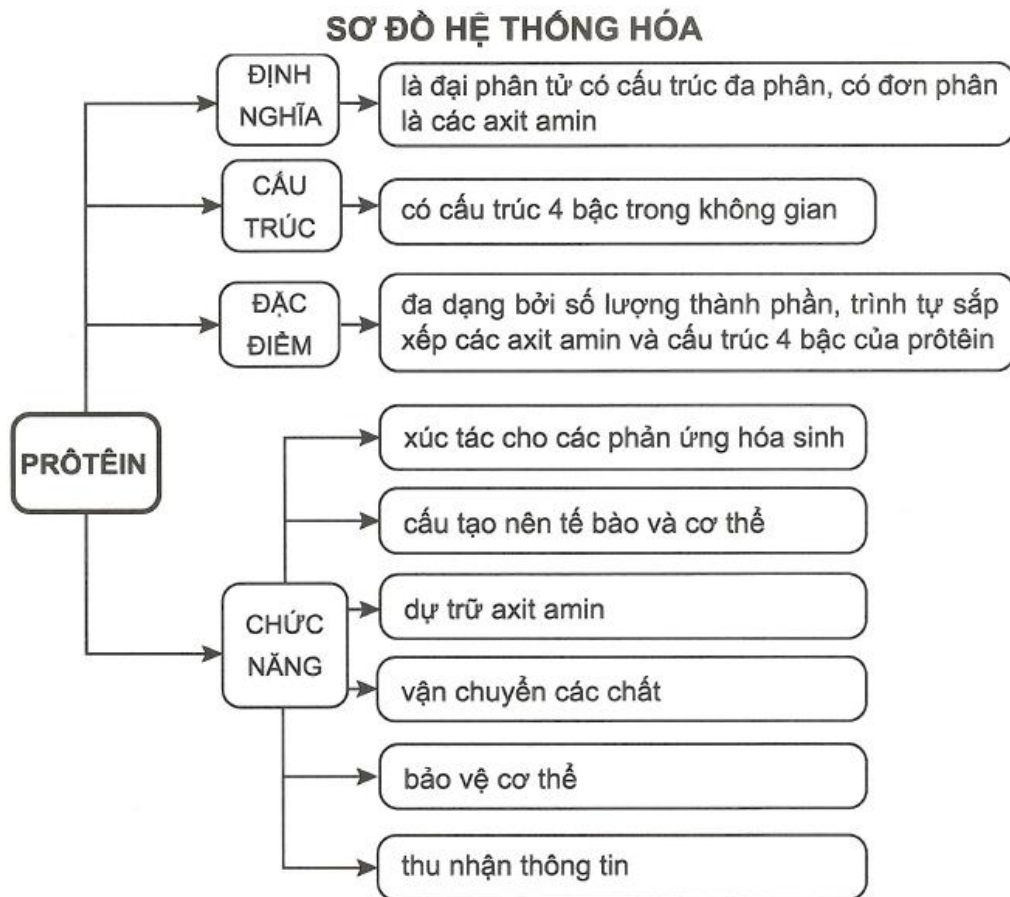 SƠ ĐỒ HỆ THỐNG HÓA
ĐỊNH
NGHĨA
là đại phân tử có cấu trúc đa phân, có đơn phân
là các axit amin
CẤU
TRÚC
có cấu trúc 4 bậc trong không gian
ĐẶC
ĐIỂM
đa dạng bởi số lượng thành phần, trình tự sắp
xếp các axit amin và cấu trúc 4 bậc của prôtêin
PRÔTÊIN
CHỨC
NĂNG
xúc tác cho các phản ứng hóa sinh
cấu tạo nên tế bào và cơ thể
dự trữ axit amin
vận chuyển các chất
bảo vệ cơ thể
thu nhận thông tin